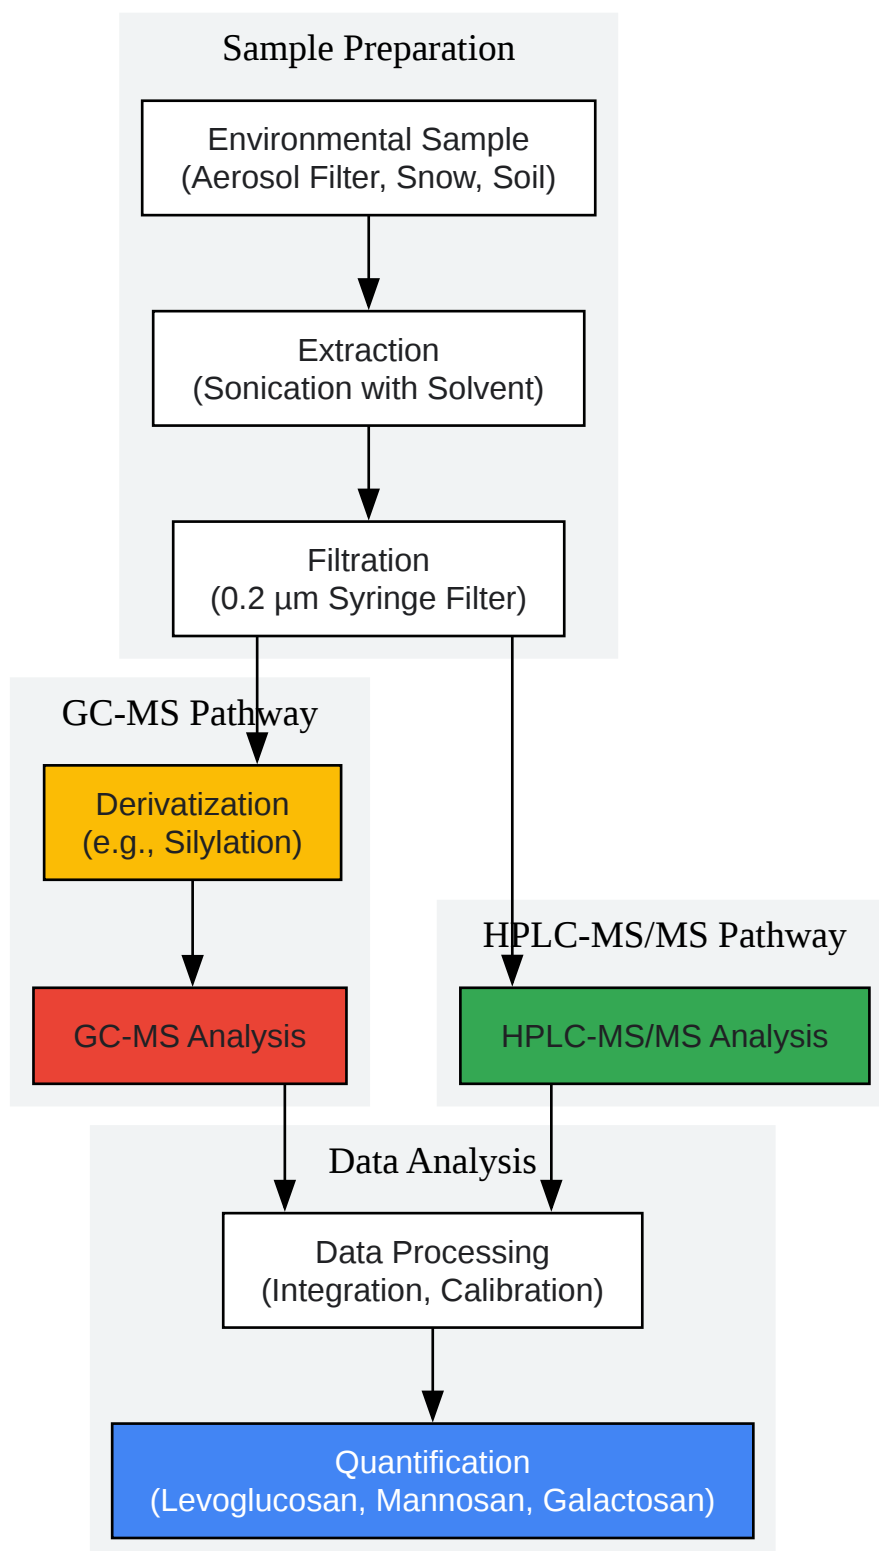 Sample Preparation
Environmental Sample
(Aerosol Filter, Snow, Soil)
Extraction
(Sonication with Solvent)
Filtration
(0.2 µm Syringe Filter)
GC-MS Pathway
Derivatization
(e.g., Silylation)
GC-MS Analysis
HPLC-MS/MS Pathway
HPLC-MS/MS Analysis
Data Analysis
Data Processing
(Integration, Calibration)
Quantification
(Levoglucosan, Mannosan, Galactosan)